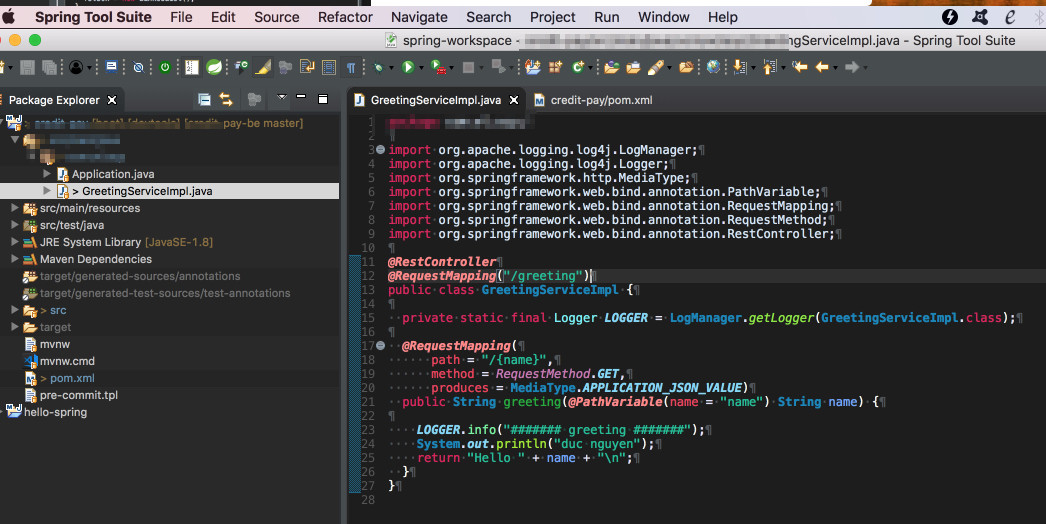 Spring Tool Suite File Edit Source Refactor Navigate Search Project Run Window Help
spring-workspace - ngServiceImpl.java - Spring Tool Suite
Package Explorer
GreetingServiceImpl.java credit-pay/pom.xml
> credit-pay [boot] [devtools] [credit-pay-be master]
Application.java
> GreetingServiceImpl.java
src/main/resources
src/test/java
JRE System Library [JavaSE-1.8]
Maven Dependencies
target/generated-sources/annotations
target/generated-test-sources/test-annotations
> src
target
mvnw
mvnw.cmd
> pom.xml
pre-commit.tpl
hello-spring
1
2 ¶
3 import·org.apache.logging.log4j.LogManager;¶
4 import·org.apache.logging.log4j.Logger;¶
5 import·org.springframework.http.MediaType;¶
6 import·org.springframework.web.bind.annotation.PathVariable;¶
7 import·org.springframework.web.bind.annotation.RequestMapping;¶
8 import·org.springframework.web.bind.annotation.RequestMethod;¶
9 import·org.springframework.web.bind.annotation.RestController;¶
10 ¶
11 @RestController¶
12 @RequestMapping("/greeting")¶
13 public·class·GreetingServiceImpl·{¶
14 ¶
15 ··private·static·final·Logger·LOGGER·=·LogManager.getLogger(GreetingServiceImpl.class);¶
16 ¶
17 ··@RequestMapping(¶
18 ······path·=·"/{name}",¶
19 ······method·=·RequestMethod.GET,¶
20 ······produces·=·MediaType.APPLICATION_JSON_VALUE)¶
21 ··public·String·greeting(@PathVariable(name·=·"name")·String·name)·{¶
22 ¶
23 ····LOGGER.info("#######·greeting·#######");¶
24 ····System.out.println("duc·nguyen");¶
25 ····return·"Hello·"·+·name·+·"\n";¶
26 ··}¶
27 }¶
28